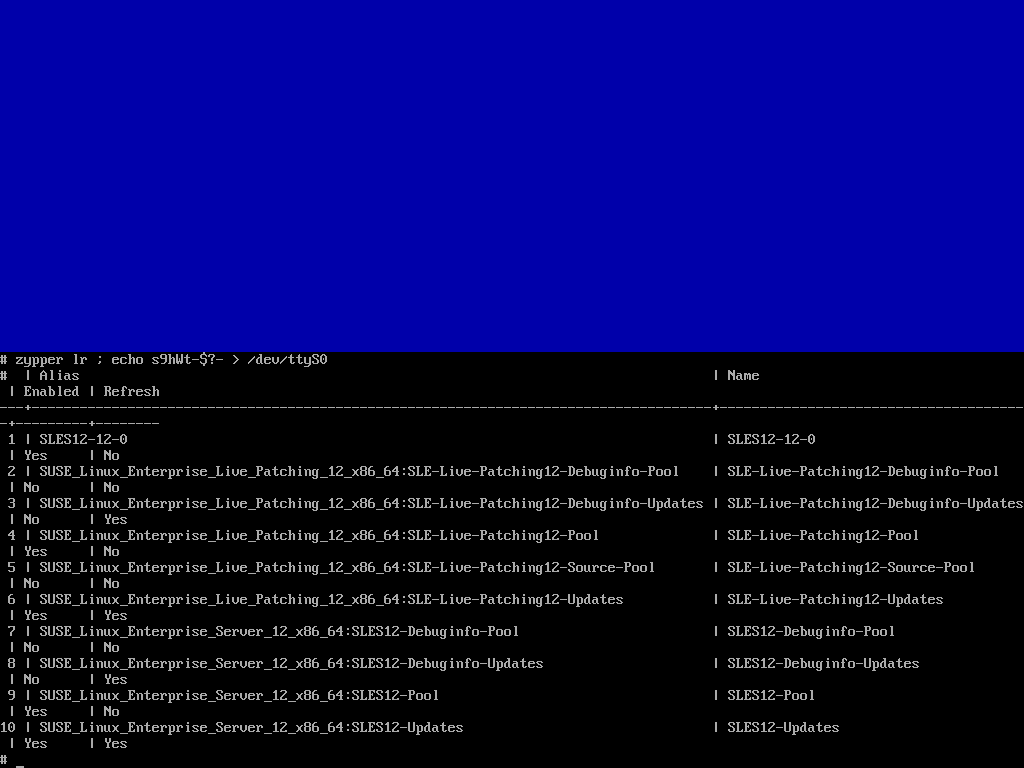 # zypper lr ; echo s9hWt-$?- > /dev/ttyS0
#  | Alias                                                                               | Name
 | Enabled | Refresh
---+-------------------------------------------------------------------------------------+--------------------------------------
-+---------+--------
 1 | SLES12-12-0                                                                         | SLES12-12-0
 | Yes     | No
 2 | SUSE_Linux_Enterprise_Live_Patching_12_x86_64:SLE-Live-Patching12-Debuginfo-Pool    | SLE-Live-Patching12-Debuginfo-Pool
 | No      | No
 3 | SUSE_Linux_Enterprise_Live_Patching_12_x86_64:SLE-Live-Patching12-Debuginfo-Updates | SLE-Live-Patching12-Debuginfo-Updates
 | No      | Yes
 4 | SUSE_Linux_Enterprise_Live_Patching_12_x86_64:SLE-Live-Patching12-Pool              | SLE-Live-Patching12-Pool
 | Yes     | No
 5 | SUSE_Linux_Enterprise_Live_Patching_12_x86_64:SLE-Live-Patching12-Source-Pool       | SLE-Live-Patching12-Source-Pool
 | No      | No
 6 | SUSE_Linux_Enterprise_Live_Patching_12_x86_64:SLE-Live-Patching12-Updates           | SLE-Live-Patching12-Updates
 | Yes     | Yes
 7 | SUSE_Linux_Enterprise_Server_12_x86_64:SLES12-Debuginfo-Pool                        | SLES12-Debuginfo-Pool
 | No      | No
 8 | SUSE_Linux_Enterprise_Server_12_x86_64:SLES12-Debuginfo-Updates                     | SLES12-Debuginfo-Updates
 | No      | Yes
 9 | SUSE_Linux_Enterprise_Server_12_x86_64:SLES12-Pool                                  | SLES12-Pool
 | Yes     | No
10 | SUSE_Linux_Enterprise_Server_12_x86_64:SLES12-Updates                               | SLES12-Updates
 | Yes     | Yes
# _